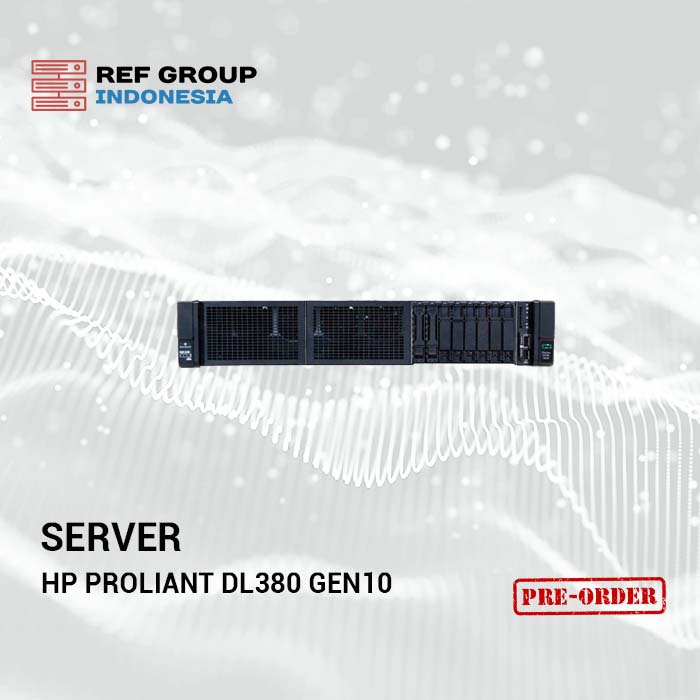 REF GROUP
INDONESIA
SERVER
HP PROLIANT DL380 GEN10
PRE-ORDER